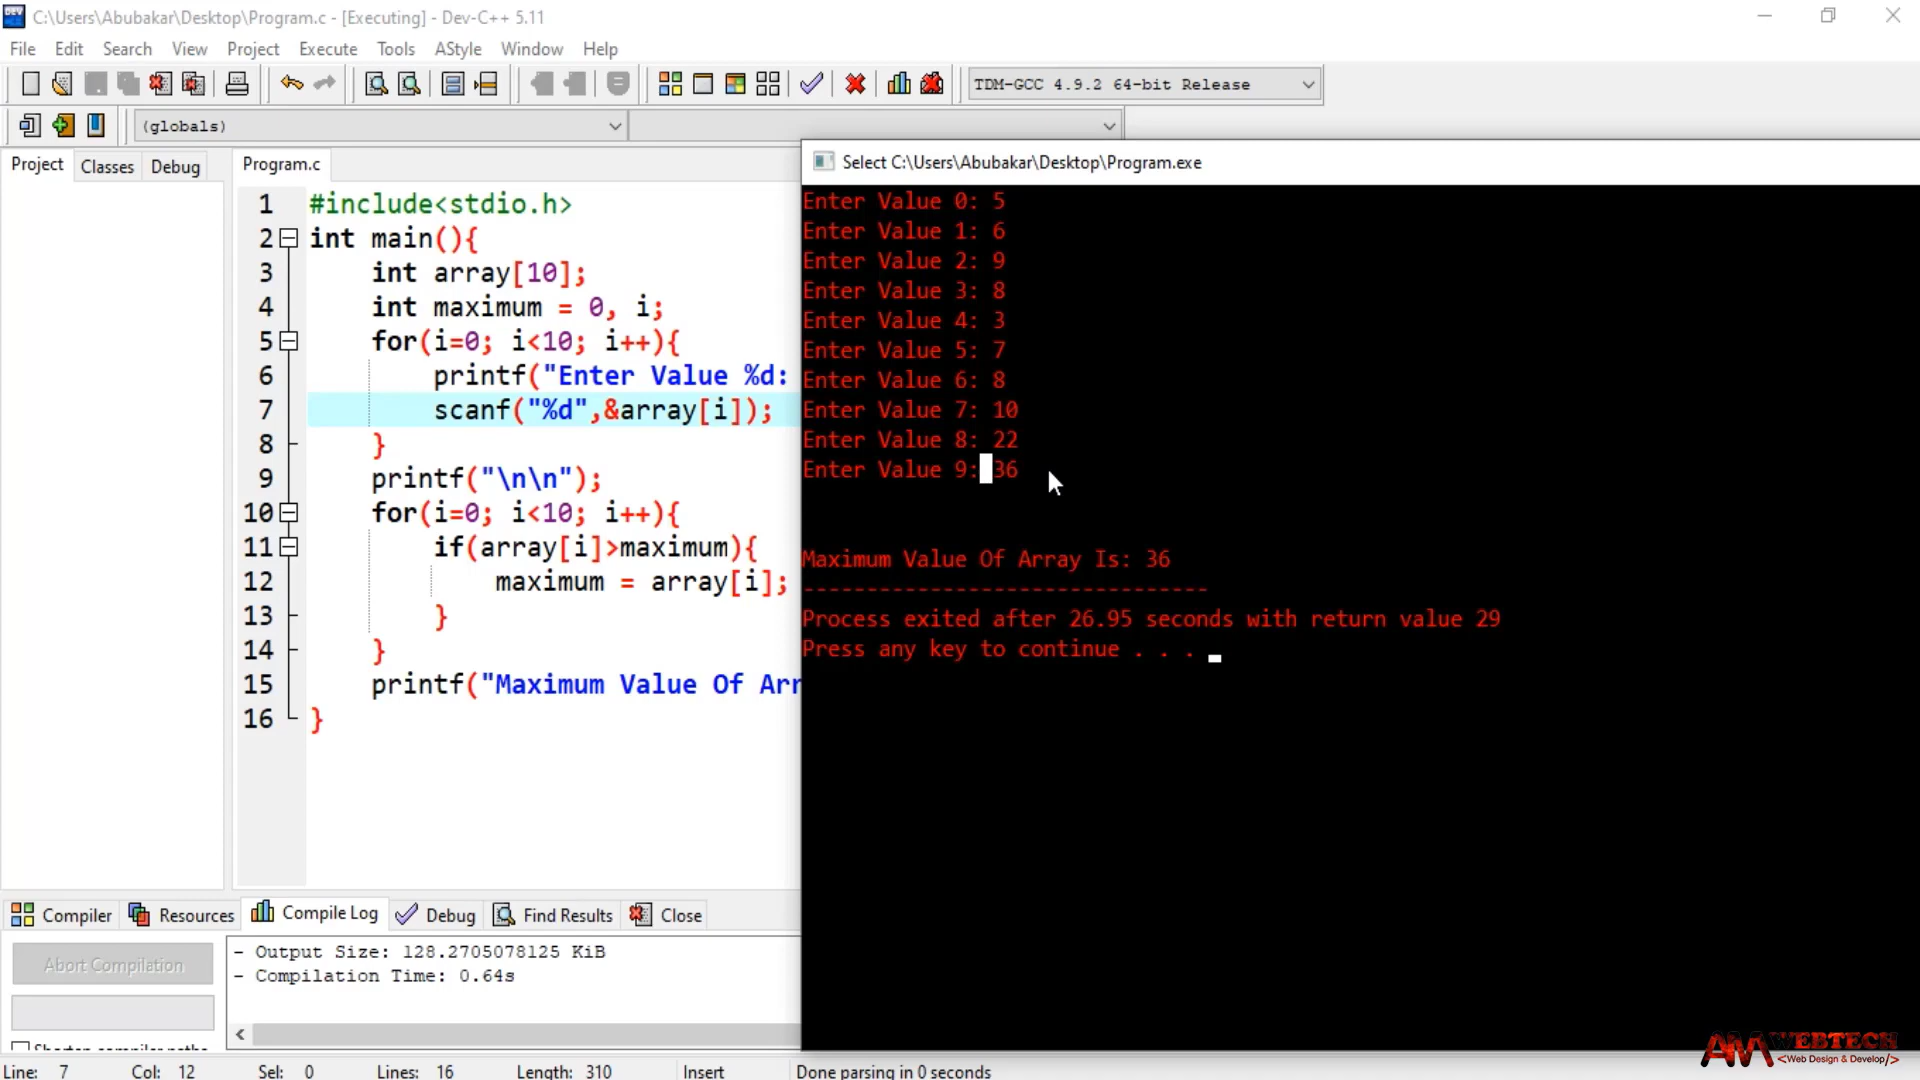 C:\Users\Abubakar\Desktop\Program.c - [Executing] - Dev-C++ 5.11
File Edit Search View Project Execute Tools AStyle Window Help
TDM-GCC 4.9.2 64-bit Release
(globals)
Project Classes Debug
Program.c
1 #include<stdio.h>
2 int main(){
3 int array[10];
4 int maximum = 0, i;
5 for(i=0; i<10; i++){
6 printf("Enter Value %d:
7 scanf("%d",&array[i]);
8 }
9 printf("\n\n");
10 for(i=0; i<10; i++){
11 if(array[i]>maximum){
12 maximum = array[i];
13 }
14 }
15 printf("Maximum Value Of Arr
16 }
Select C:\Users\Abubakar\Desktop\Program.exe
Enter Value 0: 5
Enter Value 1: 6
Enter Value 2: 9
Enter Value 3: 8
Enter Value 4: 3
Enter Value 5: 7
Enter Value 6: 8
Enter Value 7: 10
Enter Value 8: 22
Enter Value 9: 36
Maximum Value Of Array Is: 36
--------------------------------
Process exited after 26.95 seconds with return value 29
Press any key to continue . . .
Compiler Resources Compile Log Debug Find Results Close
Abort Compilation
- Output Size: 128.2705078125 KiB
- Compilation Time: 0.64s
Line: 7 Col: 12 Sel: 0 Lines: 16 Length: 310 Insert Done parsing in 0 seconds
AM WEBTECH
<Web Design & Develop/>